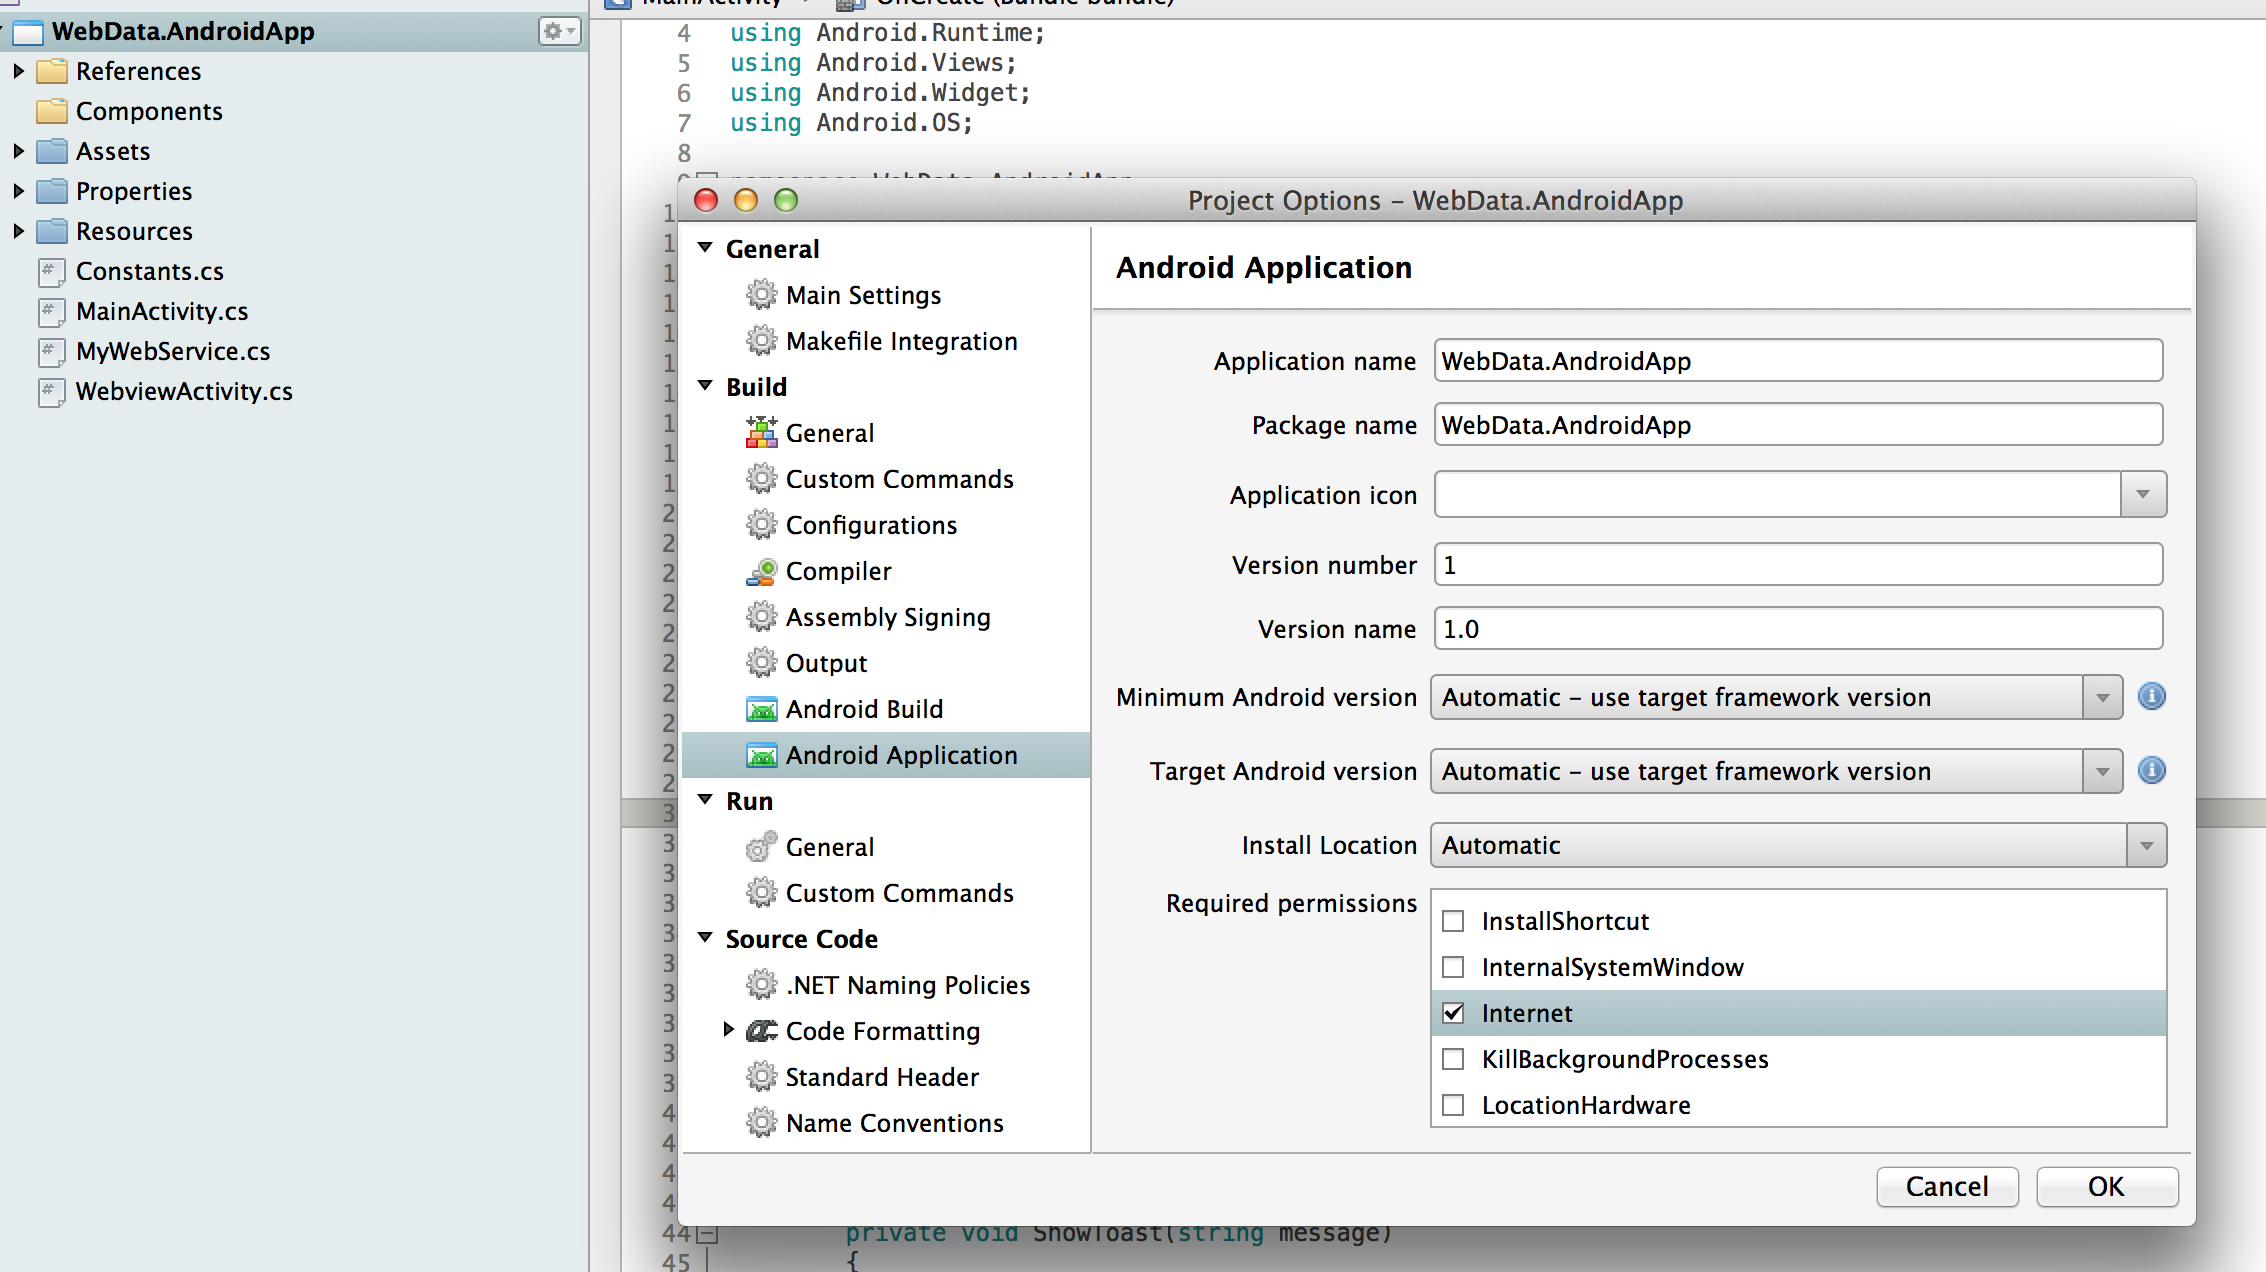 WebData.AndroidApp
References
Components
Assets
Properties
Resources
Constants.cs
MainActivity.cs
MyWebService.cs
WebviewActivity.cs
MainActivity
OnCreate (Bundle bundle)
4 using Android.Runtime;
5 using Android.Views;
6 using Android.Widget;
7 using Android.OS;
8
Project Options – WebData.AndroidApp
General
Main Settings
Makefile Integration
Build
General
Custom Commands
Configurations
Compiler
Assembly Signing
Output
Android Build
Android Application
Run
General
Custom Commands
Source Code
.NET Naming Policies
Code Formatting
Standard Header
Name Conventions
Android Application
Application name WebData.AndroidApp
Package name WebData.AndroidApp
Application icon
Version number 1
Version name 1.0
Minimum Android version Automatic – use target framework version
Target Android version Automatic – use target framework version
Install Location Automatic
Required permissions
InstallShortcut
InternalSystemWindow
Internet
KillBackgroundProcesses
LocationHardware
Cancel OK
44 private void ShowToast(string message)
45 {